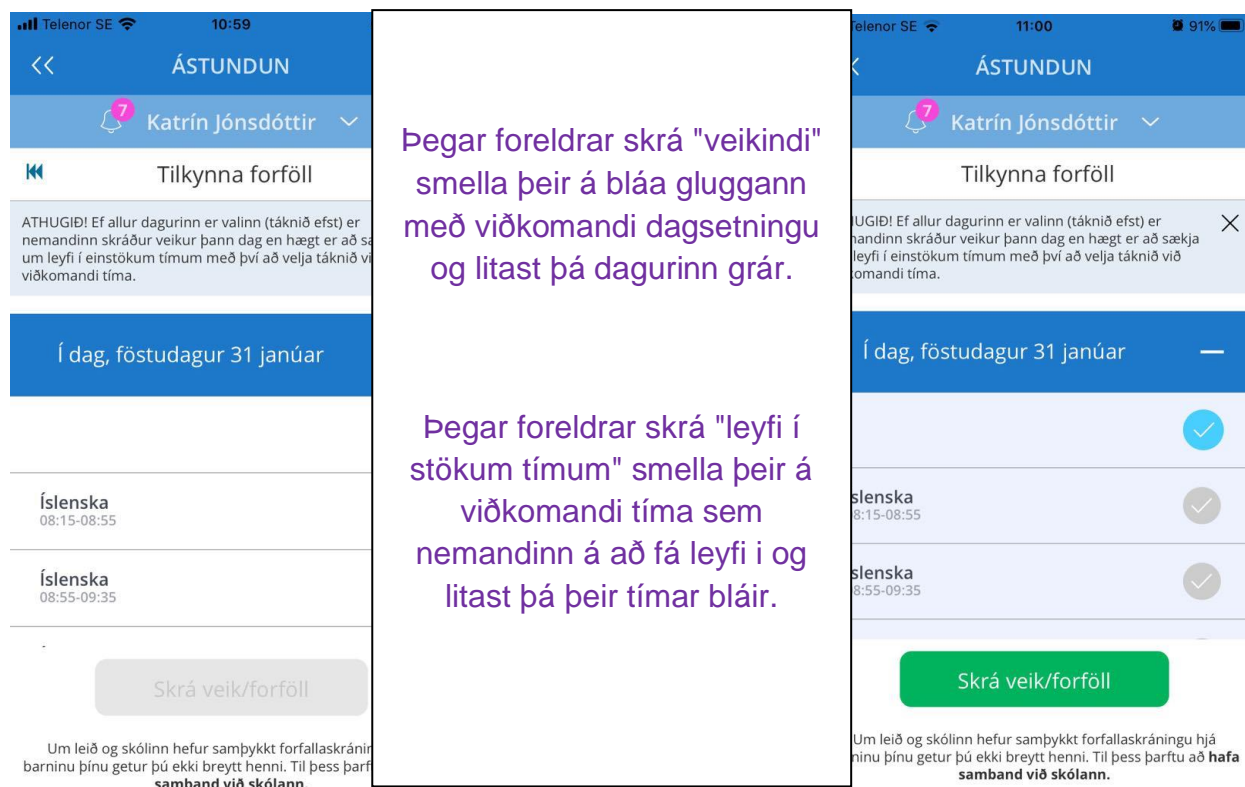 Telenor SE
10:59
ÁSTUNDUN
7
Katrín Jónsdóttir
Tilkynna forföll
ATHUGIÐ! Ef allur dagurinn er valinn (táknið efst) er
nemandinn skráður veikur þann dag en hægt er að
um leyfi í einstökum tímum með því að velja táknið
viðkomandi tíma.
Í dag, föstudagur 31 janúar
Íslenska
08:15-08:55
Íslenska
08:55-09:35
Skrá veik/forföll
Um leið og skólinn hefur samþykkt
barninu þínu getur þú ekki breytt henni. Til þess
samband við skólann.
Þegar foreldrar skrá "veikindi"
smella þeir á bláa gluggann
með viðkomandi dagsetningu
og litast þá dagurinn grár.
Þegar foreldrar skrá "leyfi í
stökum tímum" smella þeir á
viðkomandi tíma sem
nemandinn á að fá leyfi i og
litast þá þeir tímar bláir.
Telenor SE
11:00
91%
ÁSTUNDUN
7
Katrín Jónsdóttir
Tilkynna forföll
Ef allur dagurinn er valinn (táknið efst) er
skráður veikur þann dag en hægt er að sækja
leyfi í einstökum tímum með því að velja táknið við
tíma.
Í dag, föstudagur 31 janúar
slenska
8:15-08:55
slenska
8:55-09:35
Skrá veik/forföll
Um leið og skólinn hefur samþykkt forfallaskráningu hjá
þínu getur þú ekki breytt henni. Til þess þarftu að hafa
samband við skólann.